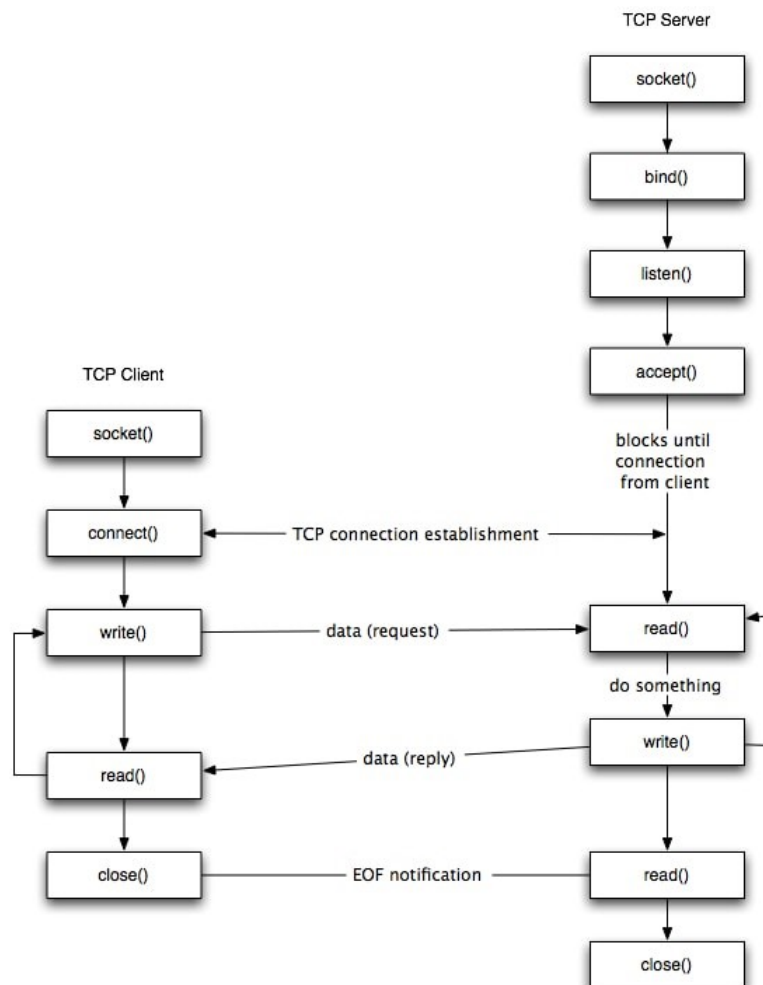 TCP Server
socket()
bind()
listen()
accept()
TCP Client
blocks until
connection
from client
socket()
connect()
TCP connection establishment
write()
data (request)
read()
do something
write()
data (reply)
read()
close()
EOF notification
read()
close()